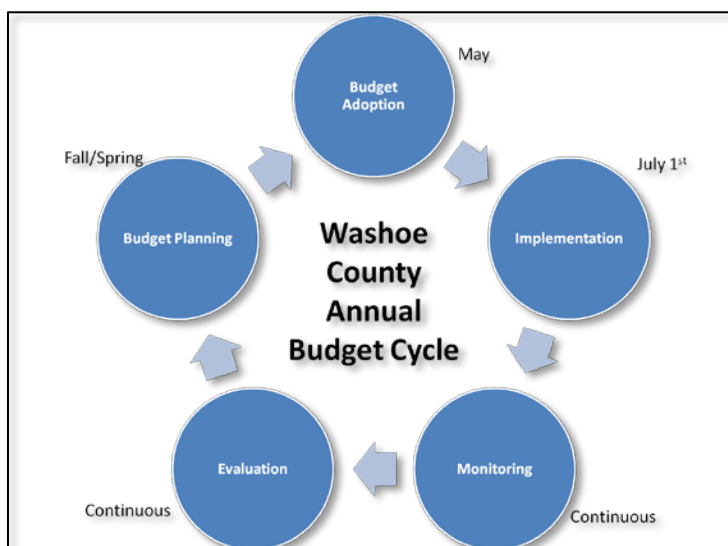 May
Budget
Adoption
Fall/Spring
July 1st
Budget Planning
Washoe
County
Annual
Budget Cycle
Implementation
Evaluation
Monitoring
Continuous
Continuous